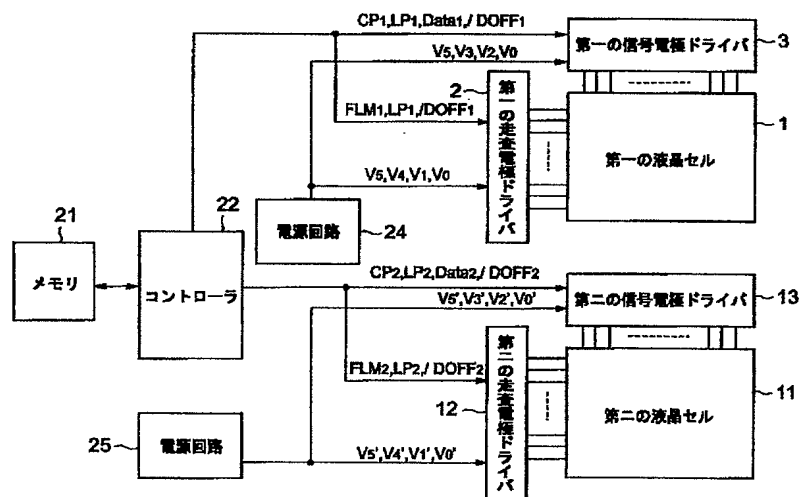 CP1,LP1,Data1,/ DOFF1
第一の信号電極ドライバ
3
V5,V3,V2,V0
2
第一の走査電極ドライバ
FLM1,LP1,/DOFF1
1
第一の液晶セル
V5,V4,V1,V0
電源回路
24
21
メモリ
22
コントローラ
CP2,LP2,Data2,/ DOFF2
第二の信号電極ドライバ
13
V5',V3',V2',V0'
FLM2,LP2,/ DOFF2
12
第二の走査電極ドライバ
第二の液晶セル
11
25
電源回路
V5',V4',V1',V0'